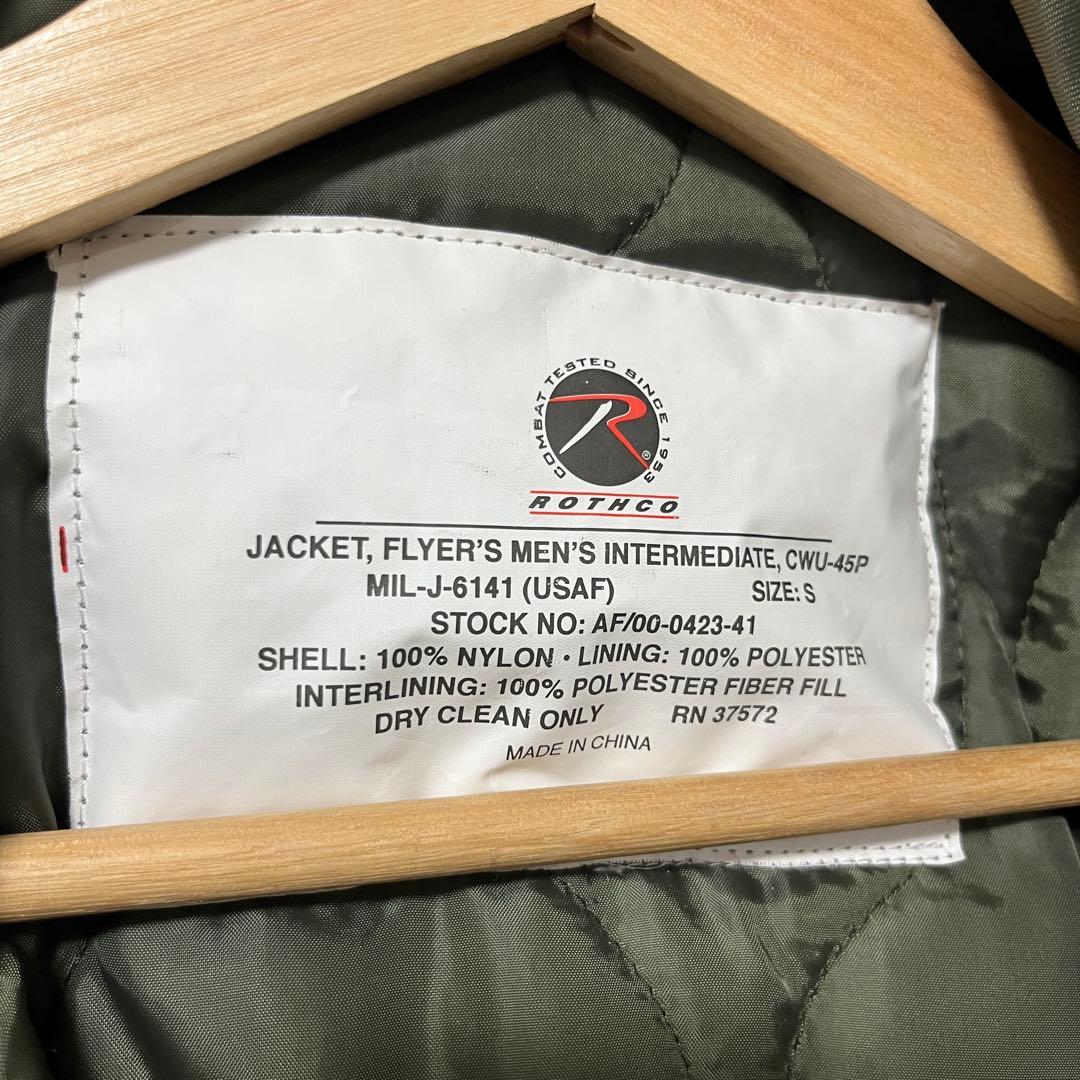 COMBAT TESTED SINCE 1953
R®
ROTHCO
JACKET, FLYER'S MEN'S INTERMEDIATE, CWU-45P
MIL-J-6141 (USAF) SIZE: S
STOCK NO: AF/00-0423-41
SHELL: 100% NYLON · LINING: 100% POLYESTER
INTERLINING: 100% POLYESTER FIBER FILL
DRY CLEAN ONLY RN 37572
MADE IN CHINA